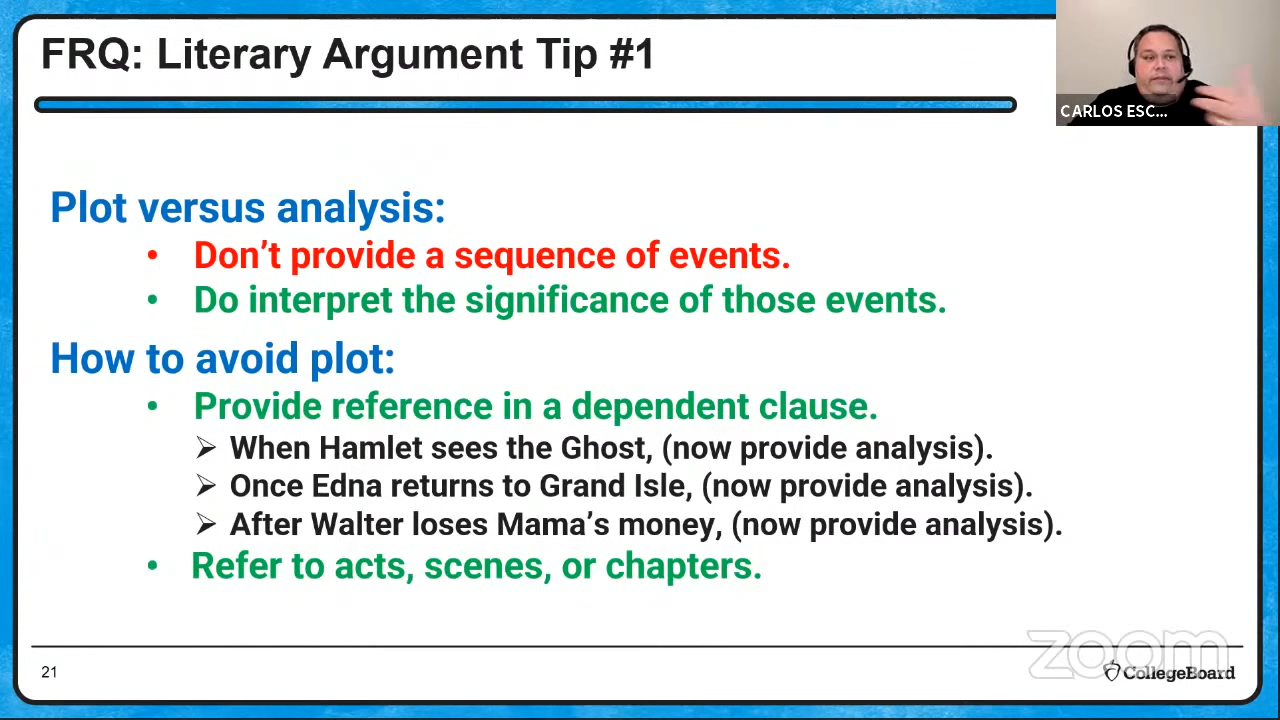 FRQ: Literary Argument Tip #1
CARLOS ESC...
Plot versus analysis:
• Don’t provide a sequence of events.
• Do interpret the significance of those events.
How to avoid plot:
• Provide reference in a dependent clause.
➢ When Hamlet sees the Ghost, (now provide analysis).
➢ Once Edna returns to Grand Isle, (now provide analysis).
➢ After Walter loses Mama’s money, (now provide analysis).
• Refer to acts, scenes, or chapters.
zoom
21
CollegeBoard